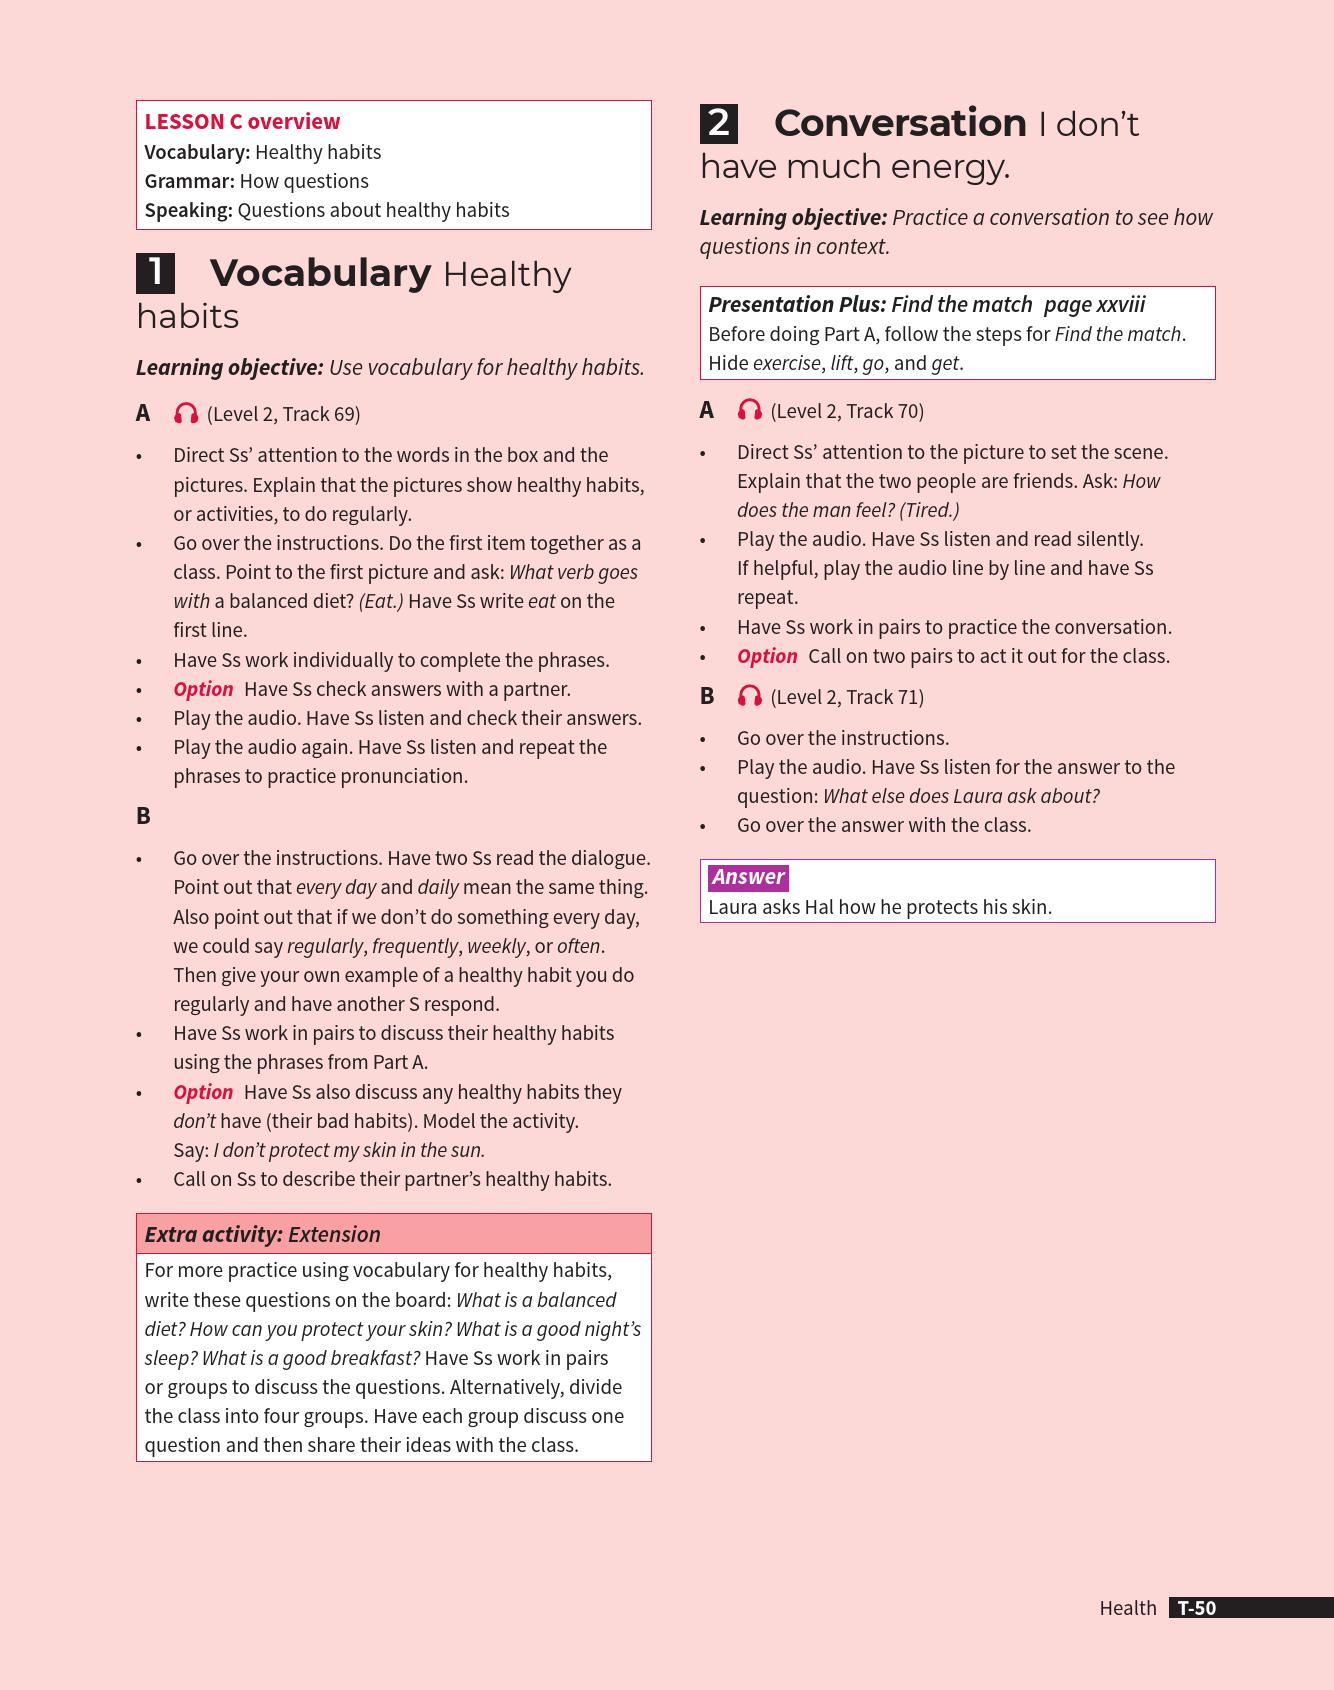 LESSON C overview
Vocabulary: Healthy habits
Grammar: How questions
Speaking: Questions about healthy habits
1 Vocabulary Healthy
habits
Learning objective: Use vocabulary for healthy habits.
A (Level 2, Track 69)
• Direct Ss’ attention to the words in the box and the
pictures. Explain that the pictures show healthy habits,
or activities, to do regularly.
• Go over the instructions. Do the first item together as a
class. Point to the first picture and ask: What verb goes
with a balanced diet? (Eat.) Have Ss write eat on the
first line.
• Have Ss work individually to complete the phrases.
• Option Have Ss check answers with a partner.
• Play the audio. Have Ss listen and check their answers.
• Play the audio again. Have Ss listen and repeat the
phrases to practice pronunciation.
B
• Go over the instructions. Have two Ss read the dialogue.
Point out that every day and daily mean the same thing.
Also point out that if we don’t do something every day,
we could say regularly, frequently, weekly, or often.
Then give your own example of a healthy habit you do
regularly and have another S respond.
• Have Ss work in pairs to discuss their healthy habits
using the phrases from Part A.
• Option Have Ss also discuss any healthy habits they
don’t have (their bad habits). Model the activity.
Say: I don’t protect my skin in the sun.
• Call on Ss to describe their partner’s healthy habits.
Extra activity: Extension
For more practice using vocabulary for healthy habits,
write these questions on the board: What is a balanced
diet? How can you protect your skin? What is a good night’s
sleep? What is a good breakfast? Have Ss work in pairs
or groups to discuss the questions. Alternatively, divide
the class into four groups. Have each group discuss one
question and then share their ideas with the class.
2 Conversation I don’t
have much energy.
Learning objective: Practice a conversation to see how
questions in context.
Presentation Plus: Find the match page xxviii
Before doing Part A, follow the steps for Find the match.
Hide exercise, lift, go, and get.
A (Level 2, Track 70)
• Direct Ss’ attention to the picture to set the scene.
Explain that the two people are friends. Ask: How
does the man feel? (Tired.)
• Play the audio. Have Ss listen and read silently.
If helpful, play the audio line by line and have Ss
repeat.
• Have Ss work in pairs to practice the conversation.
• Option Call on two pairs to act it out for the class.
B (Level 2, Track 71)
• Go over the instructions.
• Play the audio. Have Ss listen for the answer to the
question: What else does Laura ask about?
• Go over the answer with the class.
Answer
Laura asks Hal how he protects his skin.
Health T-50